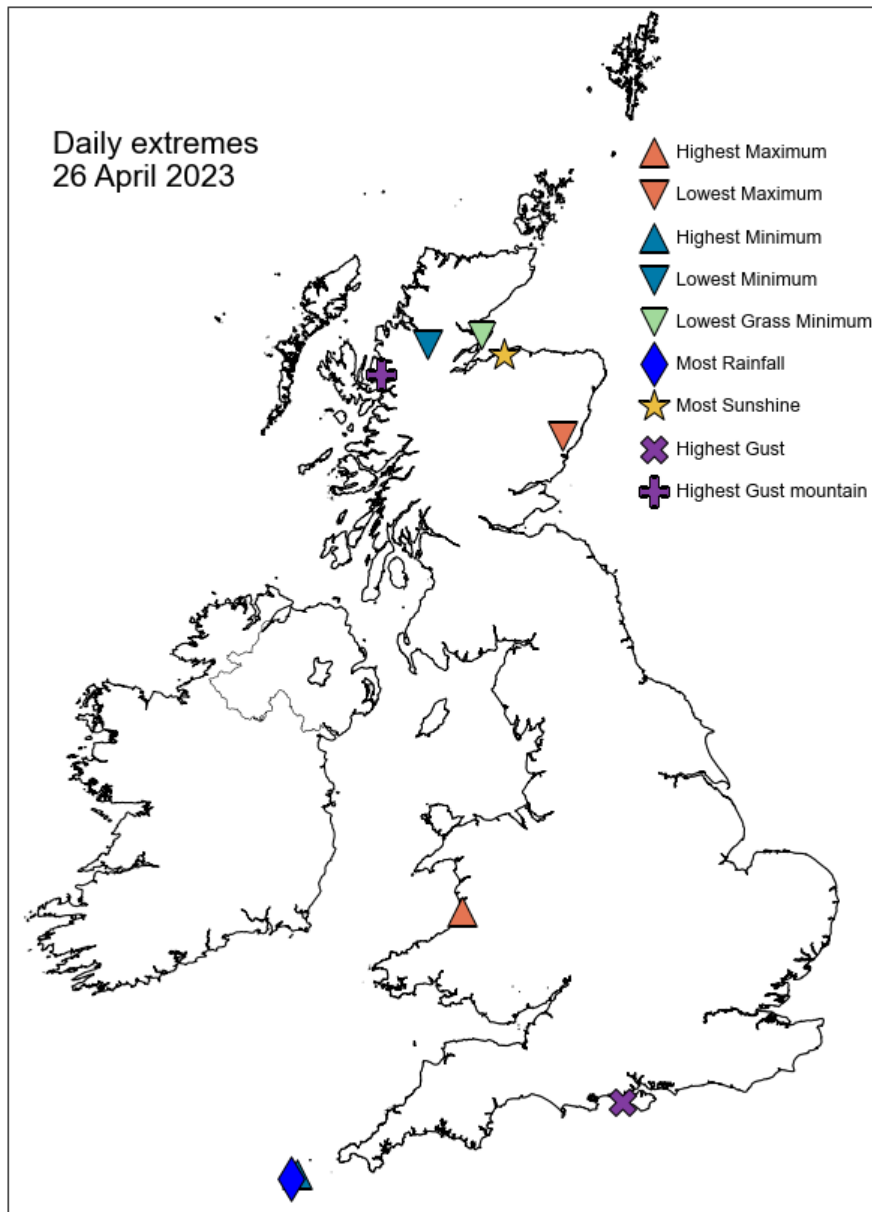 Daily extremes
26 April 2023
Highest Maximum
Lowest Maximum
Highest Minimum
Lowest Minimum
Lowest Grass Minimum
Most Rainfall
Most Sunshine
Highest Gust
Highest Gust mountain